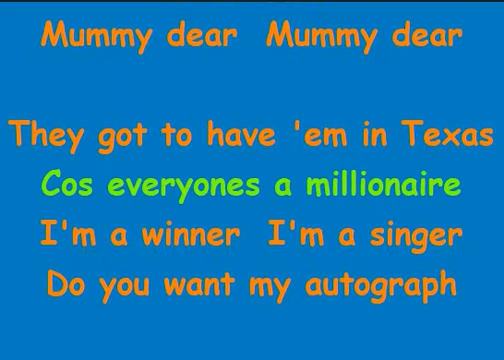 Mummy dear Mummy dear
They got to have 'em in Texas
Cos everyones a millionaire
I'm a winner I'm a singer
Do you want my autograph